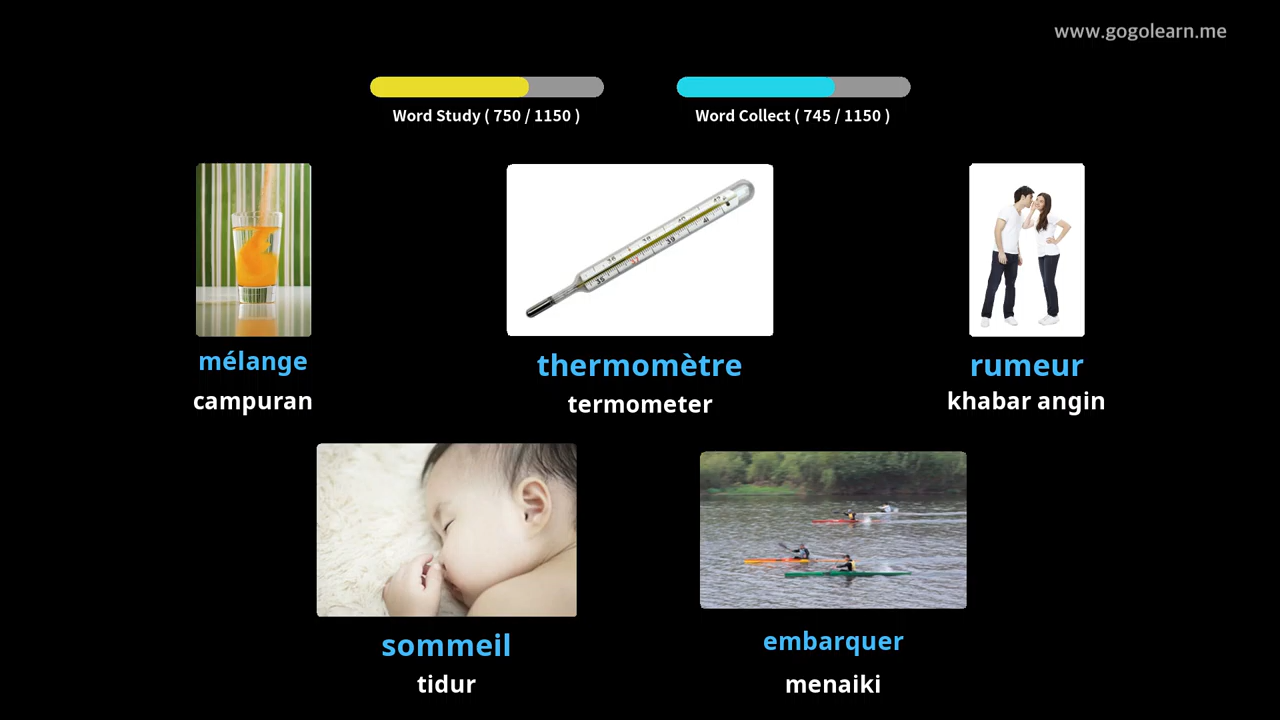 www.gogolearn.me
Word Study ( 750 / 1150 )
Word Collect ( 745 / 1150 )
mélange
campuran
thermomètre
termometer
rumeur
khabar angin
sommeil
tidur
embarquer
menaiki